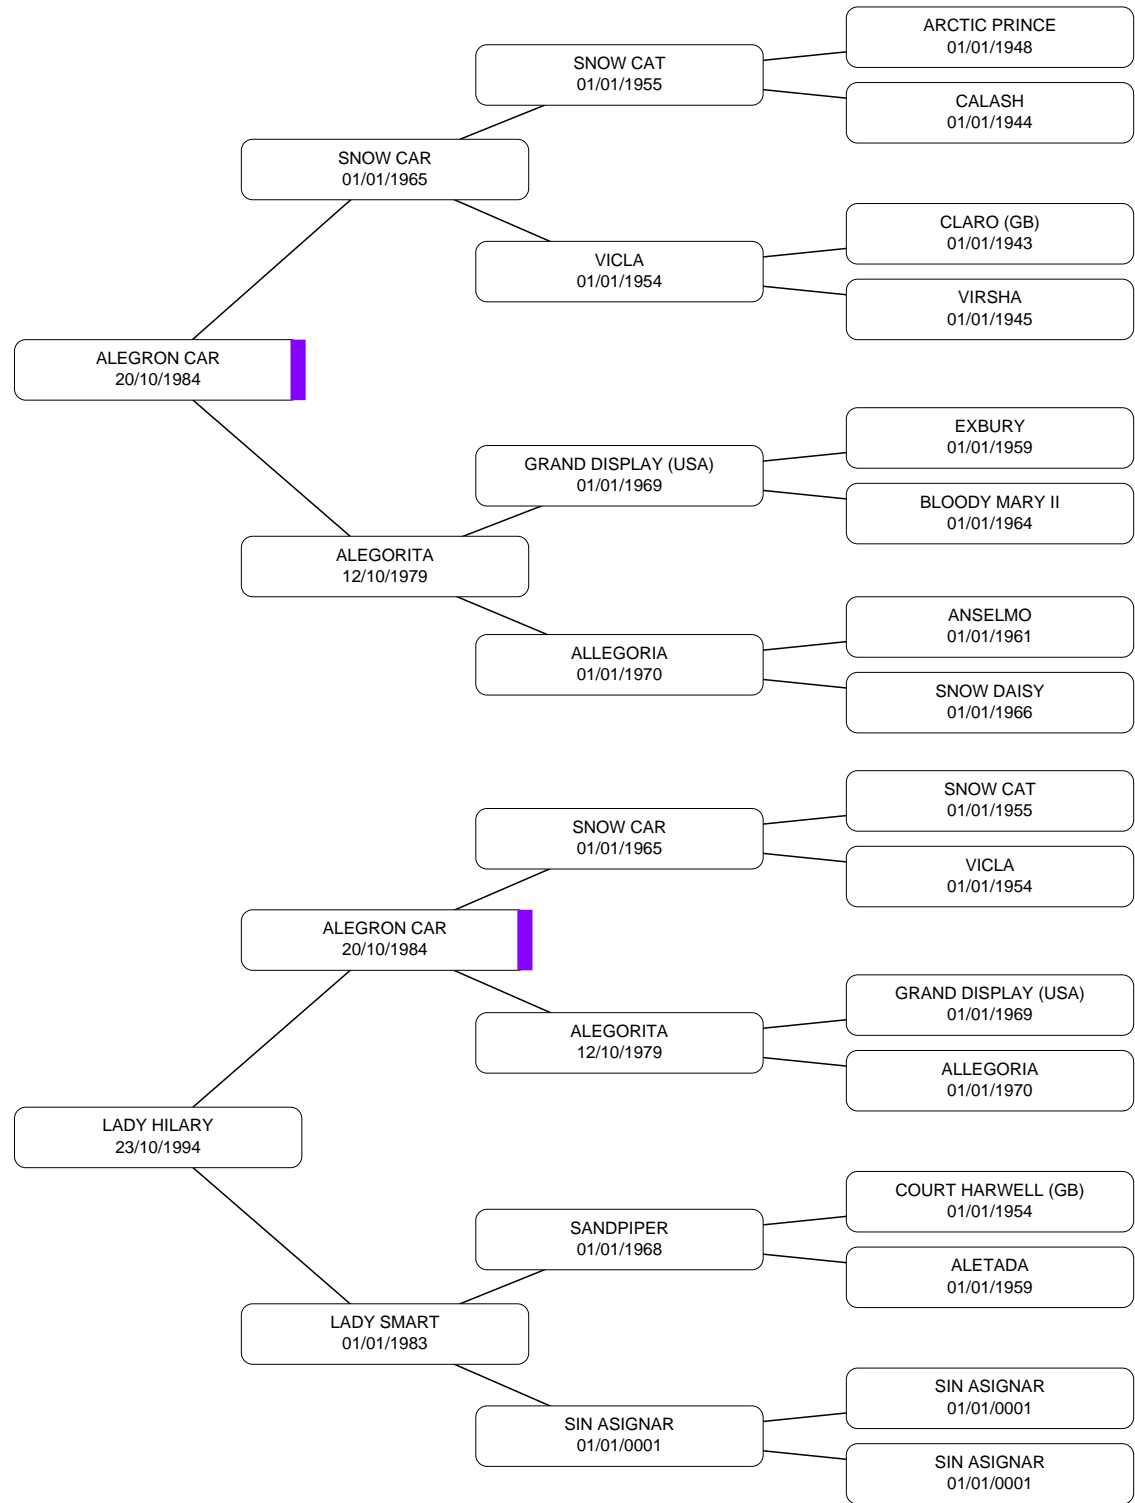 ARCTIC PRINCE
01/01/1948
SNOW CAT
01/01/1955
CALASH
01/01/1944
SNOW CAR
01/01/1965
CLARO (GB)
01/01/1943
VICLA
01/01/1954
VIRSHA
01/01/1945
ALEGRON CAR
20/10/1984
EXBURY
01/01/1959
GRAND DISPLAY (USA)
01/01/1969
BLOODY MARY II
01/01/1964
ALEGORITA
12/10/1979
ANSELMO
01/01/1961
ALLEGORIA
01/01/1970
SNOW DAISY
01/01/1966
SNOW CAT
01/01/1955
SNOW CAR
01/01/1965
VICLA
01/01/1954
ALEGRON CAR
20/10/1984
GRAND DISPLAY (USA)
01/01/1969
ALEGORITA
12/10/1979
ALLEGORIA
01/01/1970
LADY HILARY
23/10/1994
COURT HARWELL (GB)
01/01/1954
SANDPIPER
01/01/1968
ALETADA
01/01/1959
LADY SMART
01/01/1983
SIN ASIGNAR
01/01/0001
SIN ASIGNAR
01/01/0001
SIN ASIGNAR
01/01/0001